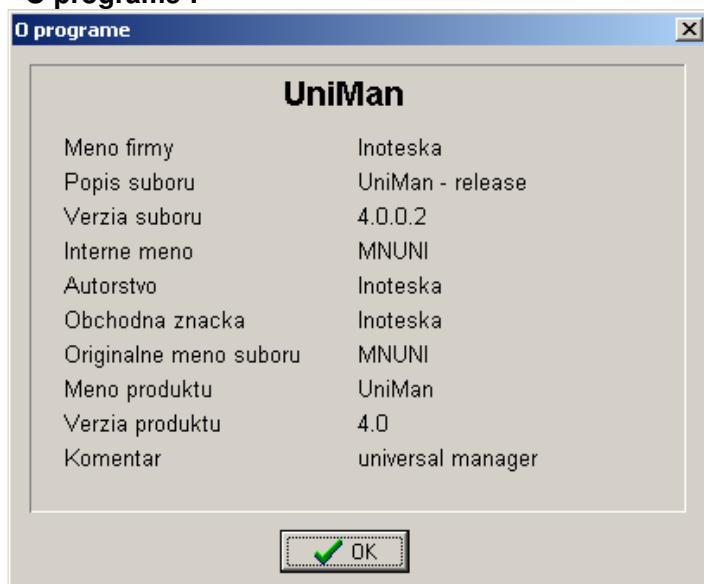 O programe
UniMan
Meno firmy Inoteska
Popis suboru UniMan - release
Verzia suboru 4.0.0.2
Interne meno MNUNI
Autorstvo Inoteska
Obchodna znacka Inoteska
Originalne meno suboru MNUNI
Meno produktu UniMan
Verzia produktu 4.0
Komentar universal manager
OK